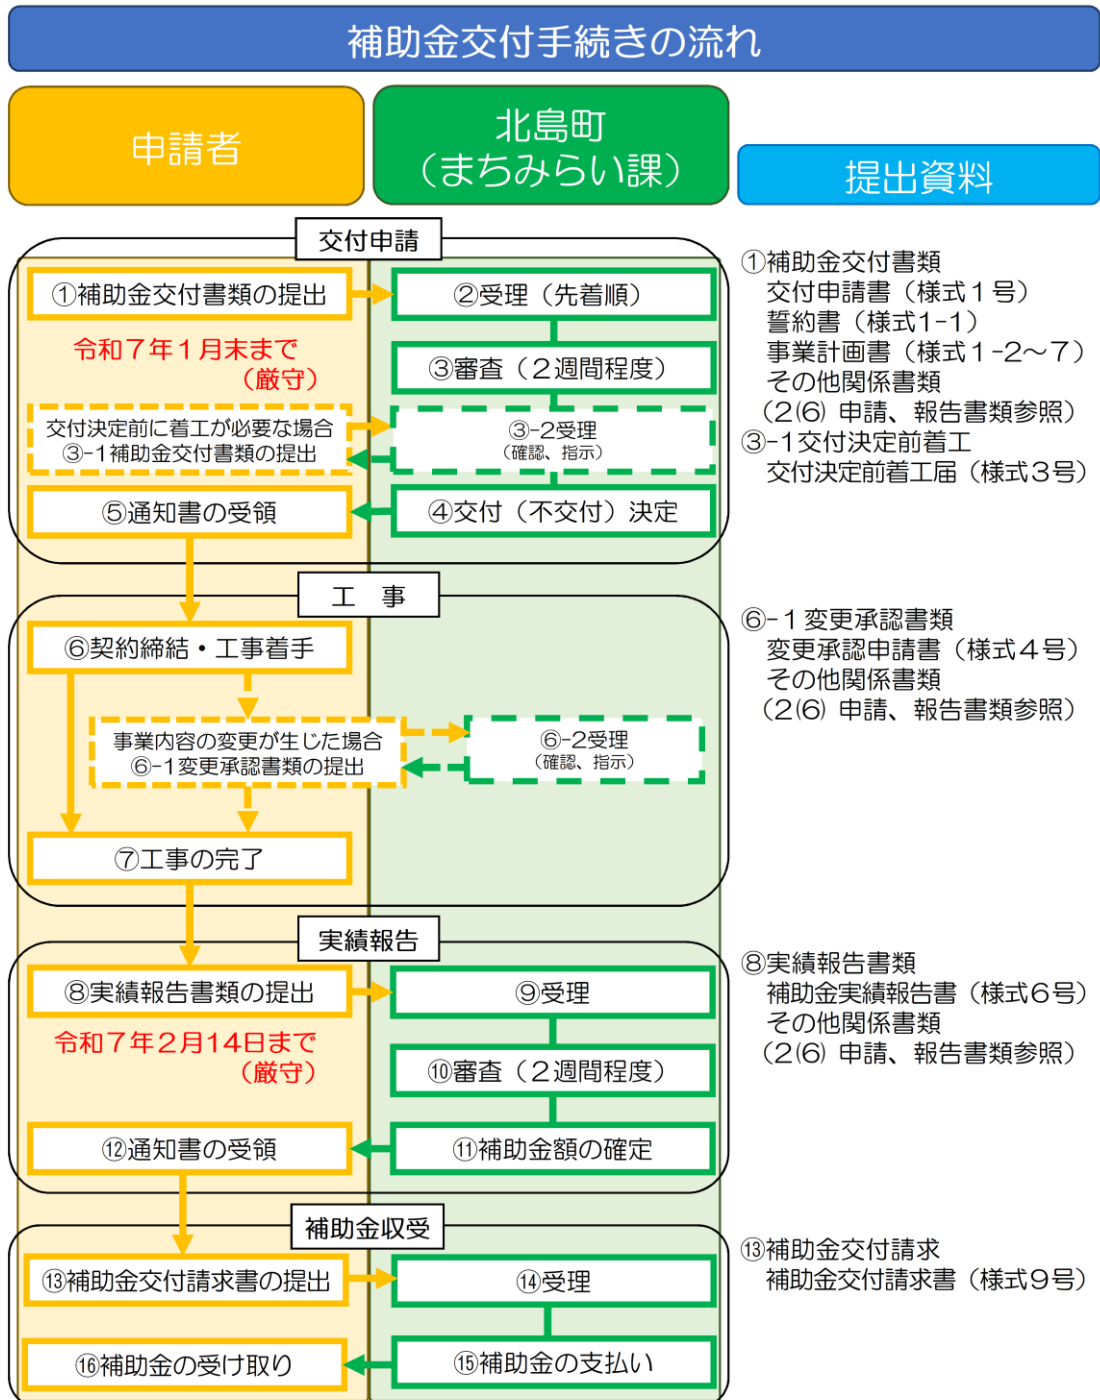 補助金交付手続きの流れ
申請者
北島町
（まちみらい課）
提出資料
交付申請
①補助金交付書類の提出
②受理（先着順）
令和７年１月末まで
（厳守）
③審査（２週間程度）
交付決定前に着工が必要な場合
③-1補助金交付書類の提出
③-2受理
（確認、指示）
⑤通知書の受領
④交付（不交付）決定
①補助金交付書類
交付申請書（様式１号）
誓約書（様式1-1）
事業計画書（様式１-2～７）
その他関係書類
（2⑹ 申請、報告書類参照）
③-1交付決定前着工
交付決定前着工届（様式３号）
工　事
⑥契約締結・工事着手
事業内容の変更が生じた場合
⑥-1変更承認書類の提出
⑥-2受理
（確認、指示）
⑦工事の完了
⑥-１変更承認書類
変更承認申請書（様式４号）
その他関係書類
（2⑹ 申請、報告書類参照）
実績報告
⑧実績報告書類の提出
⑨受理
令和７年２月14日まで
（厳守）
⑩審査（２週間程度）
⑫通知書の受領
⑪補助金額の確定
⑧実績報告書類
補助金実績報告書（様式６号）
その他関係書類
（2⑹ 申請、報告書類参照）
補助金収受
⑬補助金交付請求書の提出
⑭受理
⑯補助金の受け取り
⑮補助金の支払い
⑬補助金交付請求
補助金交付請求書（様式９号）